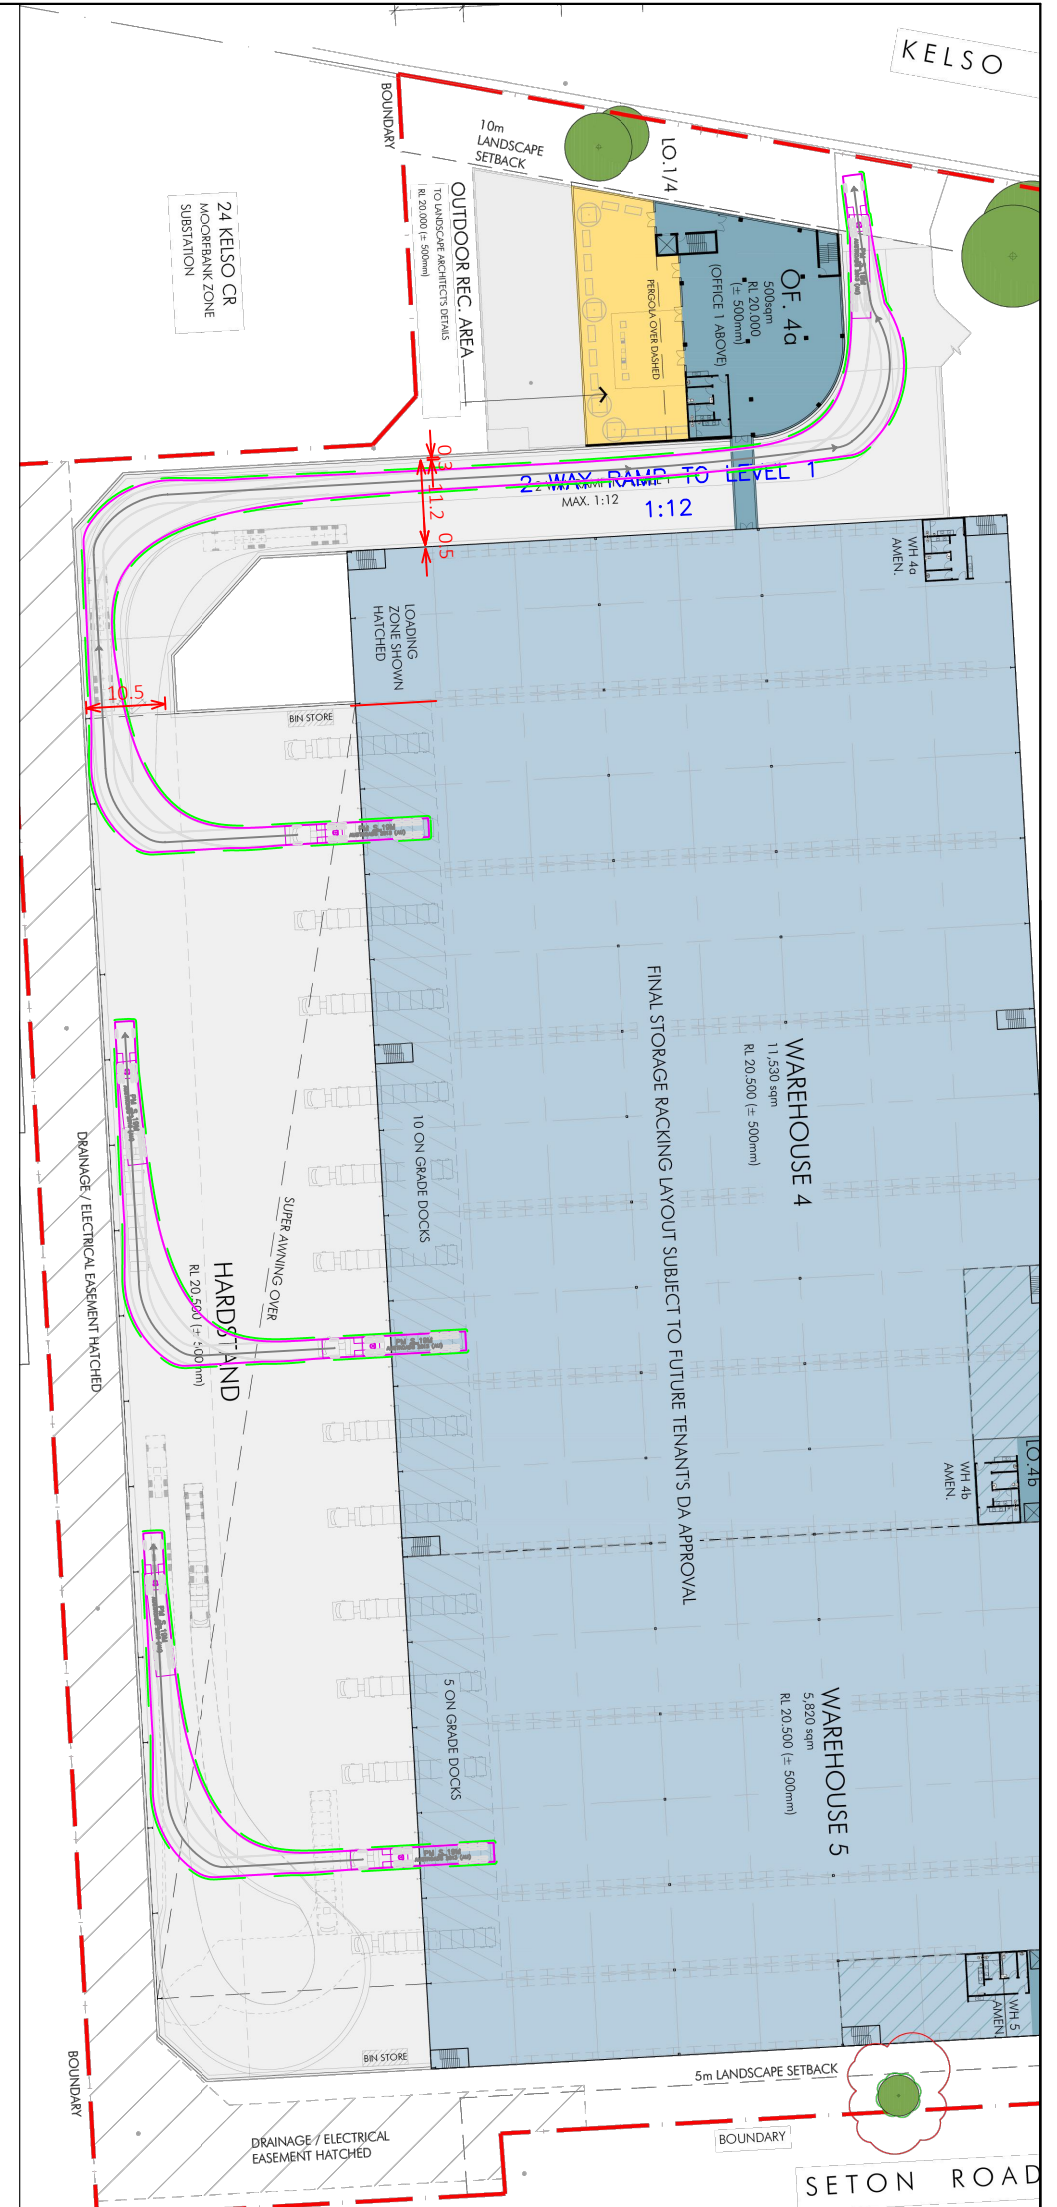 KELSO
BOUNDARY
10m
LANDSCAPE
SETBACK
LO.1/4
24 KELSO CR
MOOREBANK ZONE
SUBSTATION
OUTDOOR REC. AREA
TO LANDSCAPE ARCHITECT'S DETAILS
RL 20.000 (± 500mm)
PERGOLA OVER DASHED
OF. 4a
500sqm
RL 20.000
(± 500mm)
(OFFICE 1 ABOVE)
0.3
11.2
0.5
2 WAY RAMP TO LEVEL 1
MAX. 1:12
1:12
WH 4a
AMEN.
LOADING
ZONE SHOWN
HATCHED
10.5
BIN STORE
FINAL STORAGE RACKING LAYOUT SUBJECT TO FUTURE TENANT'S DA APPROVAL
WAREHOUSE 4
11,530 sqm
RL 20.500 (± 500mm)
10 ON GRADE DOCKS
DRAINAGE / ELECTRICAL EASEMENT HATCHED
SUPER AWNING OVER
HARDSTAND
RL 20.500 (± 500mm)
LO.4b
WH 4b
AMEN.
5 ON GRADE DOCKS
WAREHOUSE 5
5,820 sqm
RL 20.500 (± 500mm)
WH 5
AMEN.
BIN STORE
BOUNDARY
5m LANDSCAPE SETBACK
DRAINAGE / ELECTRICAL
EASEMENT HATCHED
BOUNDARY
SETON ROAD